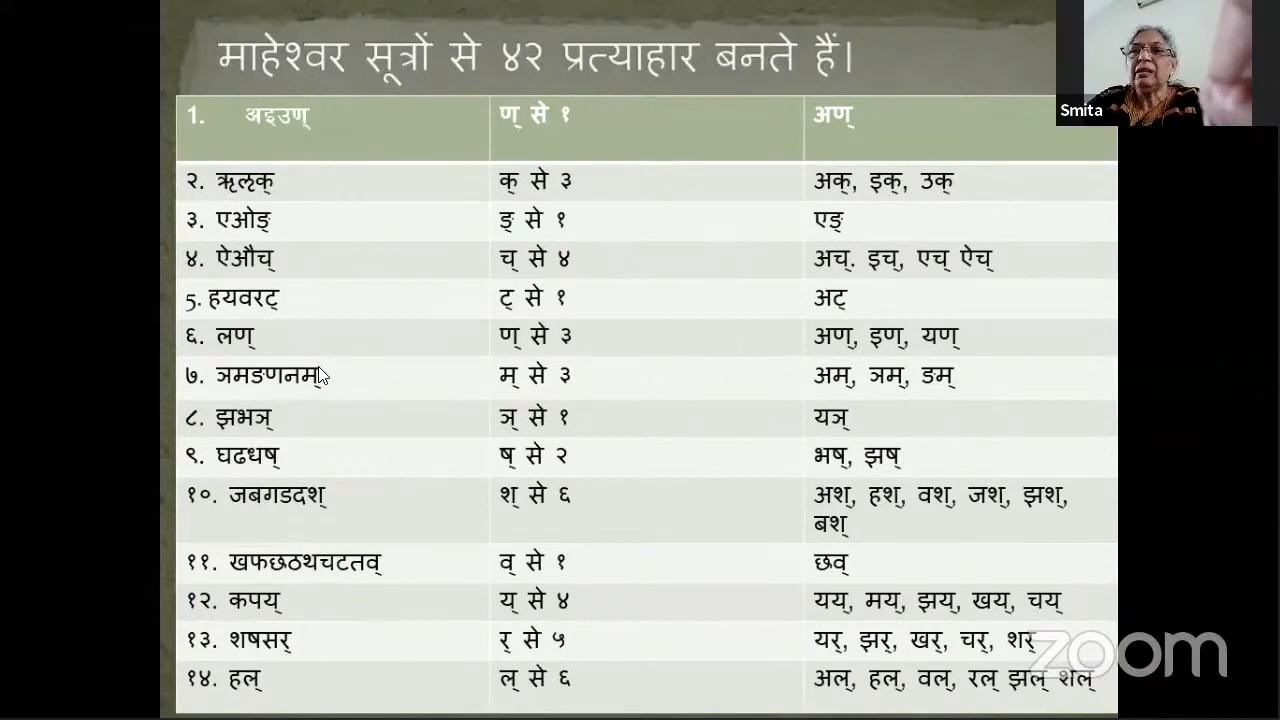 माहेश्वर सूत्रों से ४२ प्रत्याहार बनते हैं।
Smita
1. अइउण् ण् से १ अण्
२. ॠलृक् क् से ३ अक्, इक्, उक्
३. एओङ् ङ् से १ एङ्
४. ऐऔच् च् से ४ अच्. इच्, एच् ऐच्
5. हयवरट् ट् से १ अट्
६. लण् ण् से ३ अण्, इण्, यण्
७. ञमङणनम् म् से ३ अम्, ञम्, ङम्
८. झभञ् ञ् से १ यञ्
९. घढधष् ष् से २ भष्, झष्
१०. जबगडदश् श् से ६ अश्, हश्, वश्, जश्, झश्,
बश्
११. खफछठथचटतव् व् से १ छव्
१२. कपय् य् से ४ यय्, मय्, झय्, खय्, चय्
१३. शषसर् र् से ५ यर्, झर्, खर्, चर्, शर्
१४. हल् ल् से ६ अल्, हल्, वल्, रल् झल् शल्
zoom